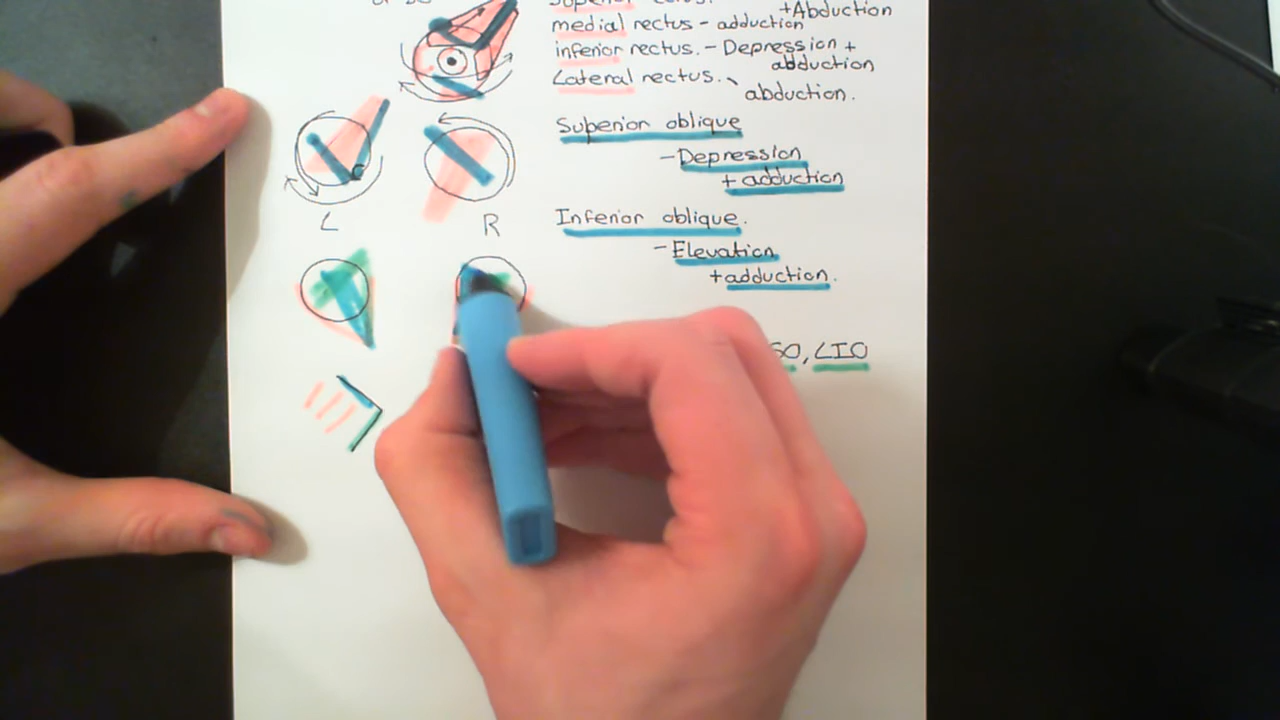 +Abduction
medial rectus - adduction
inferior rectus. - Depression +
abduction
Lateral rectus.
abduction.
Superior oblique
- Depression
+ adduction
L R
Inferior oblique.
- Elevation
+adduction.
SO, LIO